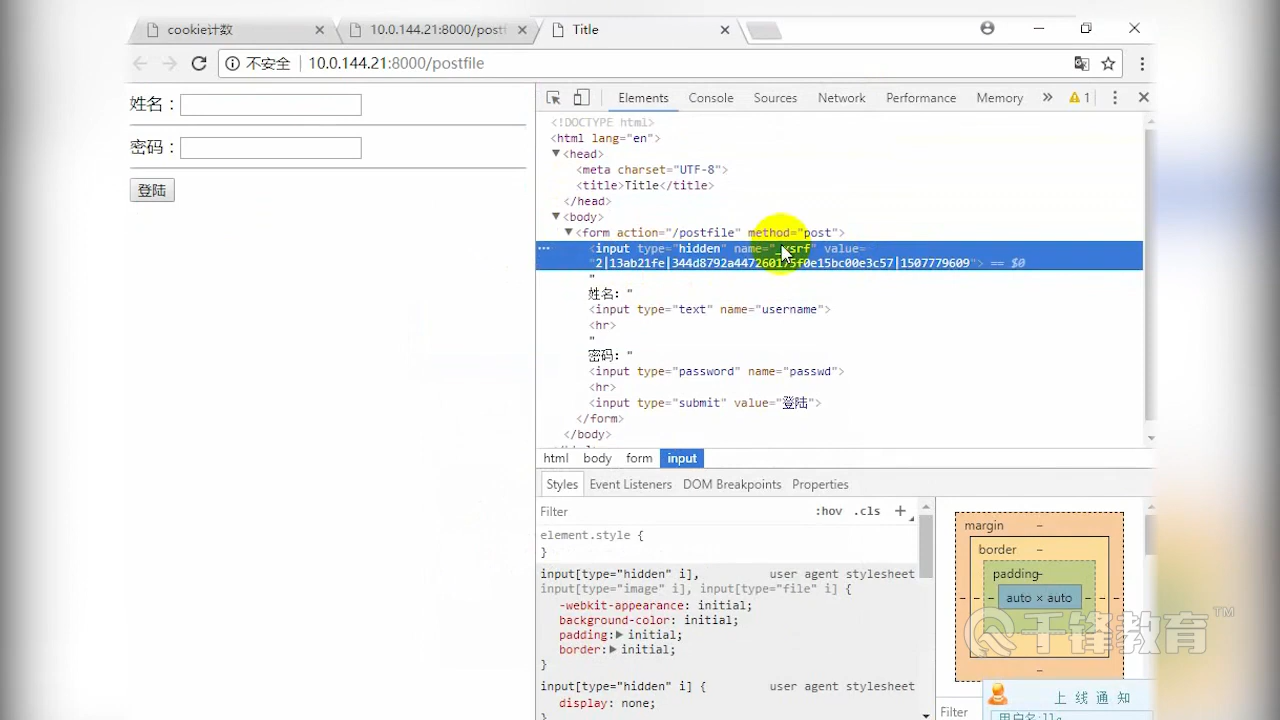 cookie计数
10.0.144.21:8000/post
Title
不安全
10.0.144.21:8000/postfile
姓名：
密码：
登陆
Elements Console Sources Network Performance Memory » 1
<!DOCTYPE html>
<html lang="en">
<head>
<meta charset="UTF-8">
<title>Title</title>
</head>
<body>
<form action="/postfile" method="post">
<input type="hidden" name="_xsrf" value=
"2|13ab21fe|344d8792a447260175f0e15bc00e3c57|1507779609"> == $0
"
姓名: "
<input type="text" name="username">
<hr>
"
密码: "
<input type="password" name="passwd">
<hr>
<input type="submit" value="登陆">
</form>
</body>
html body form input
Styles Event Listeners DOM Breakpoints Properties
Filter :hov .cls +
element.style {
}
input[type="hidden" i], user agent stylesheet
input[type="image" i], input[type="file" i] {
-webkit-appearance: initial;
background-color: initial;
padding: initial;
border: initial;
}
input[type="hidden" i] { user agent stylesheet
display: none;
margin –
border –
padding-
– – auto × auto – –
–
Filter
千锋教育™
上线通知